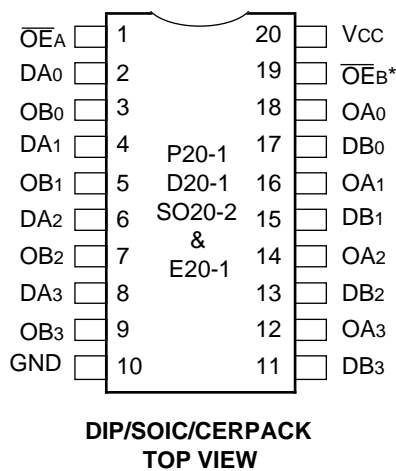 OEA 1 20 VCC
DA0 2 19 OEB*
OB0 3 18 OA0
DA1 4 17 DB0
OB1 5 16 OA1
DA2 6 15 DB1
OB2 7 14 OA2
DA3 8 13 DB2
OB3 9 12 OA3
GND 10 11 DB3
P20-1
D20-1
SO20-2
&
E20-1
DIP/SOIC/CERPACK
TOP VIEW